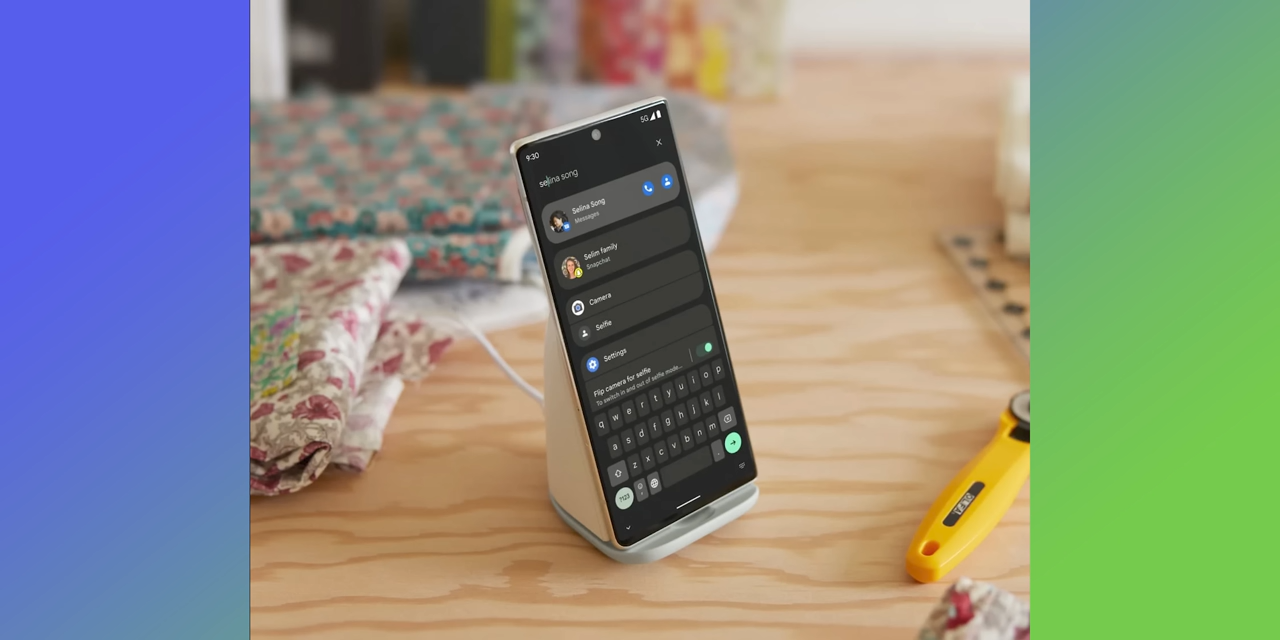 9:30
5G
selina song
Selina Song
Messages
Selim family
Snapchat
Camera
Selfie
Settings
Flip camera for selfie
To switch in and out of selfie mode...
q w e r t y u i o p
a s d f g h j k l
z x c v b n m
?123
.